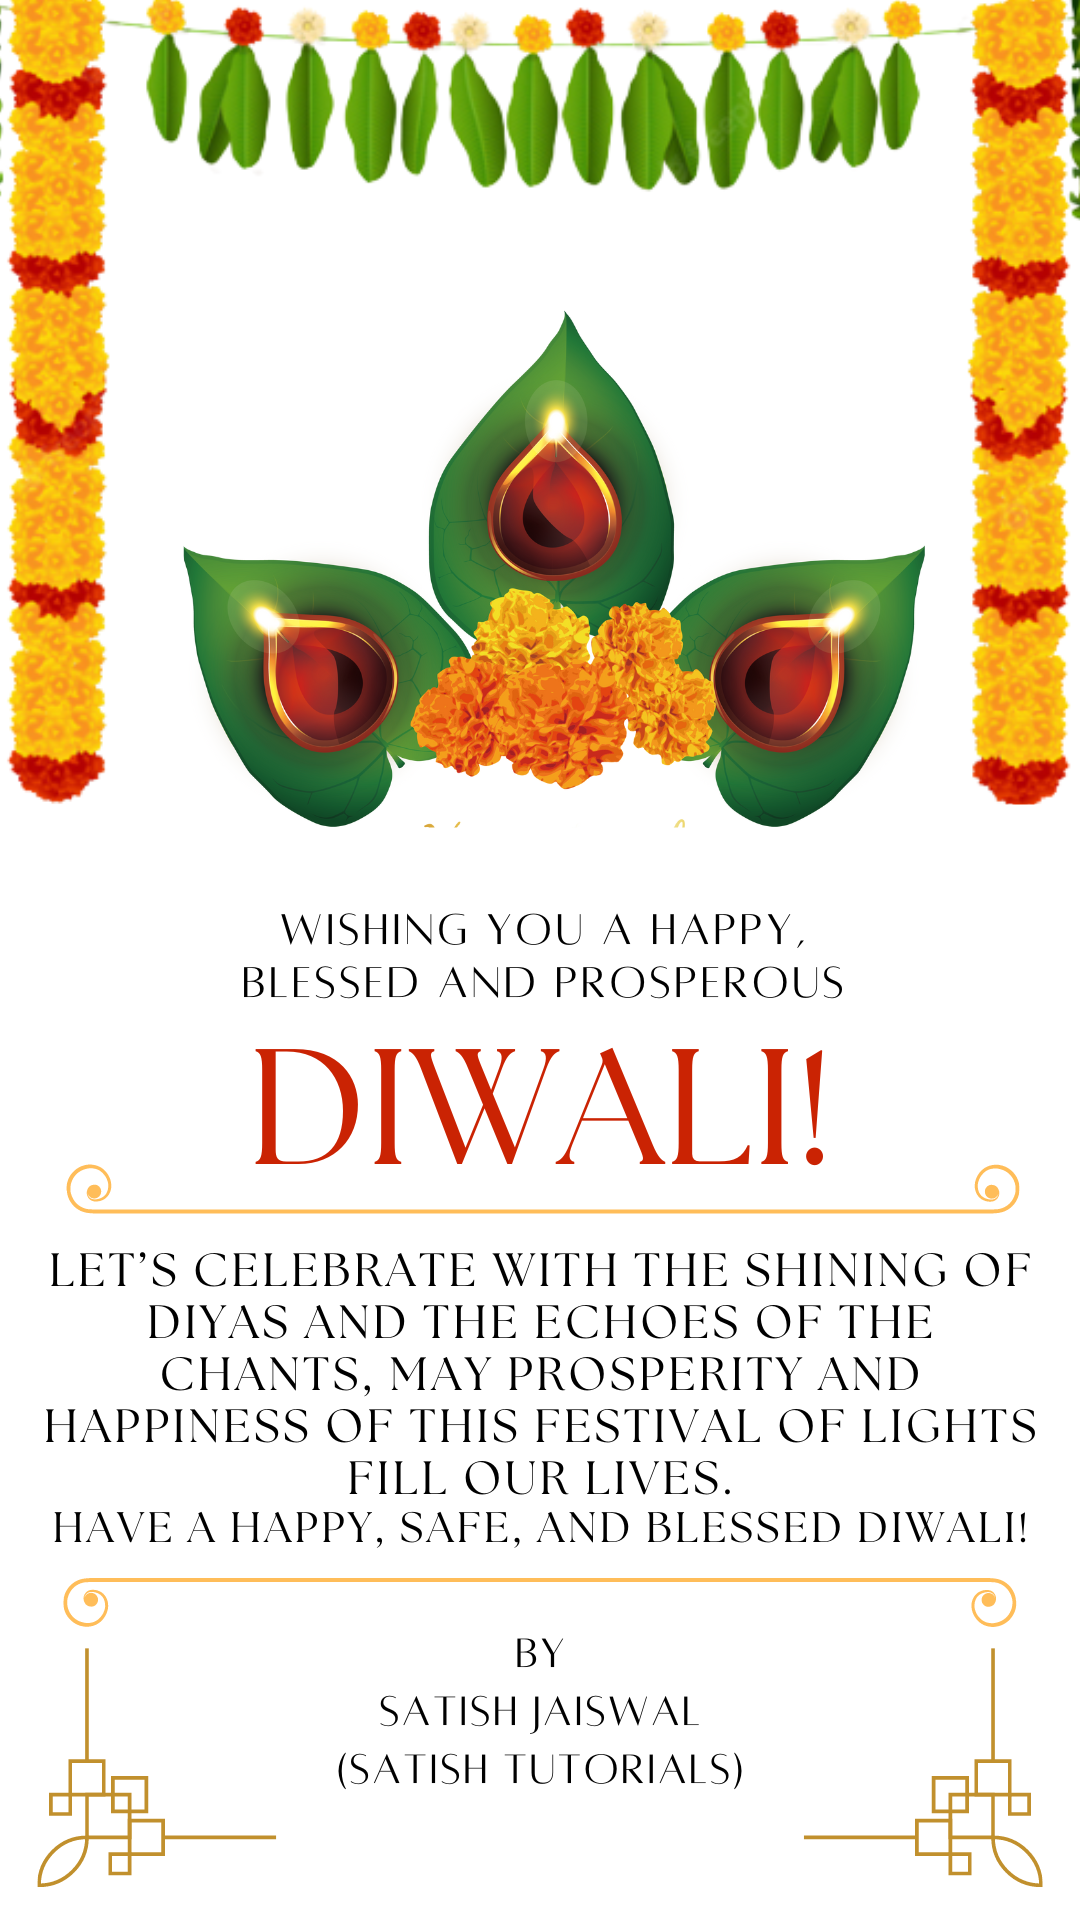 WISHING YOU A HAPPY,
BLESSED AND PROSPEROUS
DIWALI!
LET'S CELEBRATE WITH THE SHINING OF
DIYAS AND THE ECHOES OF THE
CHANTS, MAY PROSPERITY AND
HAPPINESS OF THIS FESTIVAL OF LIGHTS
FILL OUR LIVES.
HAVE A HAPPY, SAFE, AND BLESSED DIWALI!
BY
SATISH JAISWAL
(SATISH TUTORIALS)